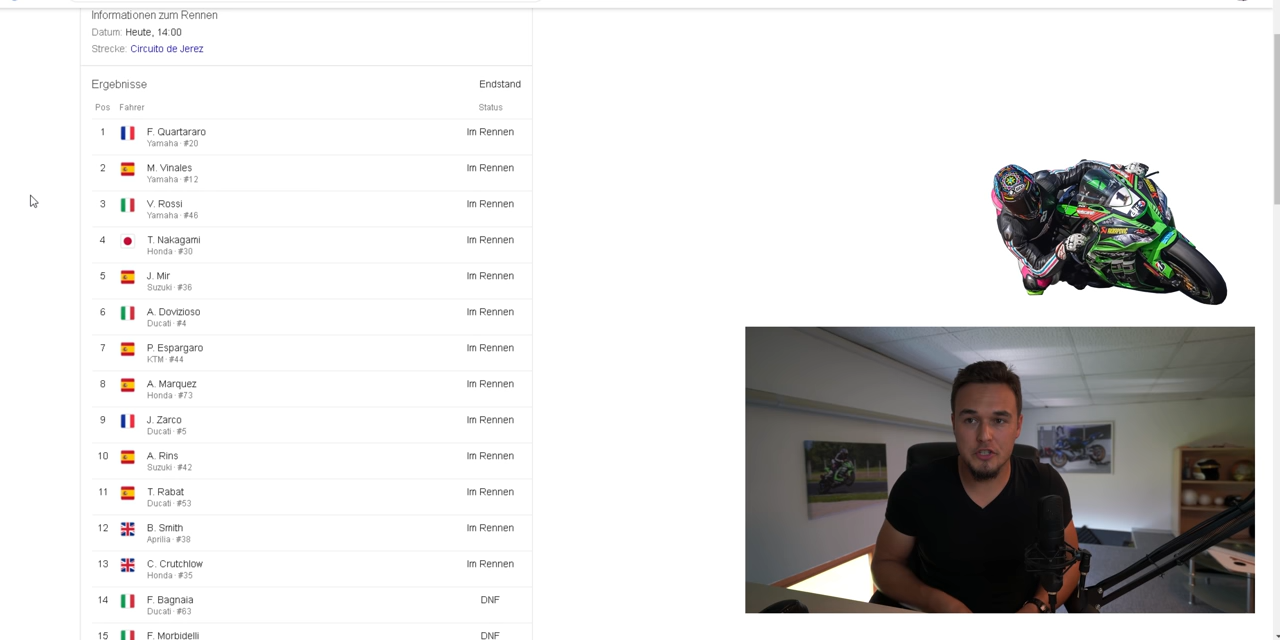 Informationen zum Rennen
Datum: Heute, 14:00
Strecke: Circuito de Jerez
Ergebnisse Endstand
Pos Fahrer Status
1 F. Quartararo Im Rennen
Yamaha · #20
2 M. Vinales Im Rennen
Yamaha · #12
3 V. Rossi Im Rennen
Yamaha · #46
4 T. Nakagami Im Rennen
Honda · #30
5 J. Mir Im Rennen
Suzuki · #36
6 A. Dovizioso Im Rennen
Ducati · #4
7 P. Espargaro Im Rennen
KTM · #44
8 A. Marquez Im Rennen
Honda · #73
9 J. Zarco Im Rennen
Ducati · #5
10 A. Rins Im Rennen
Suzuki · #42
11 T. Rabat Im Rennen
Ducati · #53
12 B. Smith Im Rennen
Aprilia · #38
13 C. Crutchlow Im Rennen
Honda · #35
14 F. Bagnaia DNF
Ducati · #63
15 F. Morbidelli DNF
1